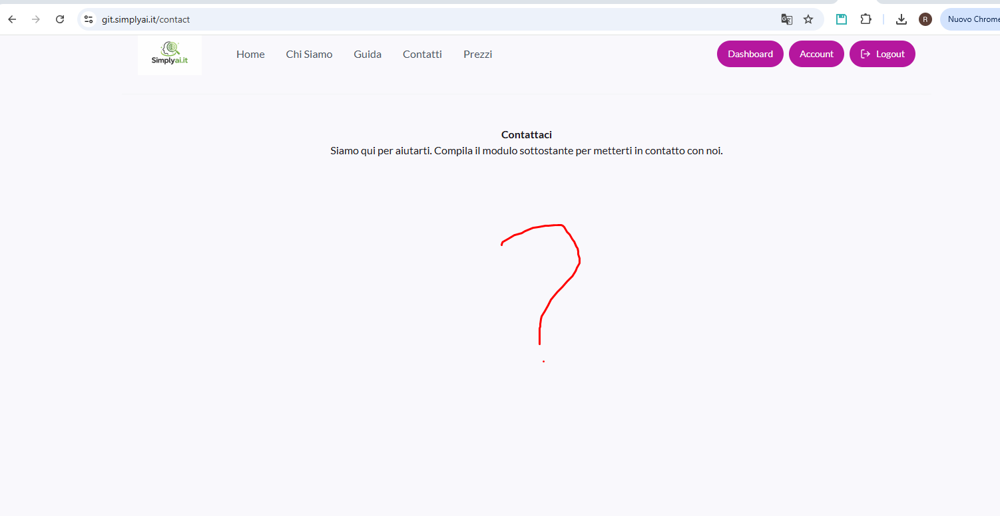 git.simplyai.it/contact
R
Nuovo Chrome
Simplyai.it
Home
Chi Siamo
Guida
Contatti
Prezzi
Dashboard
Account
Logout
Contattaci
Siamo qui per aiutarti. Compila il modulo sottostante per metterti in contatto con noi.
?